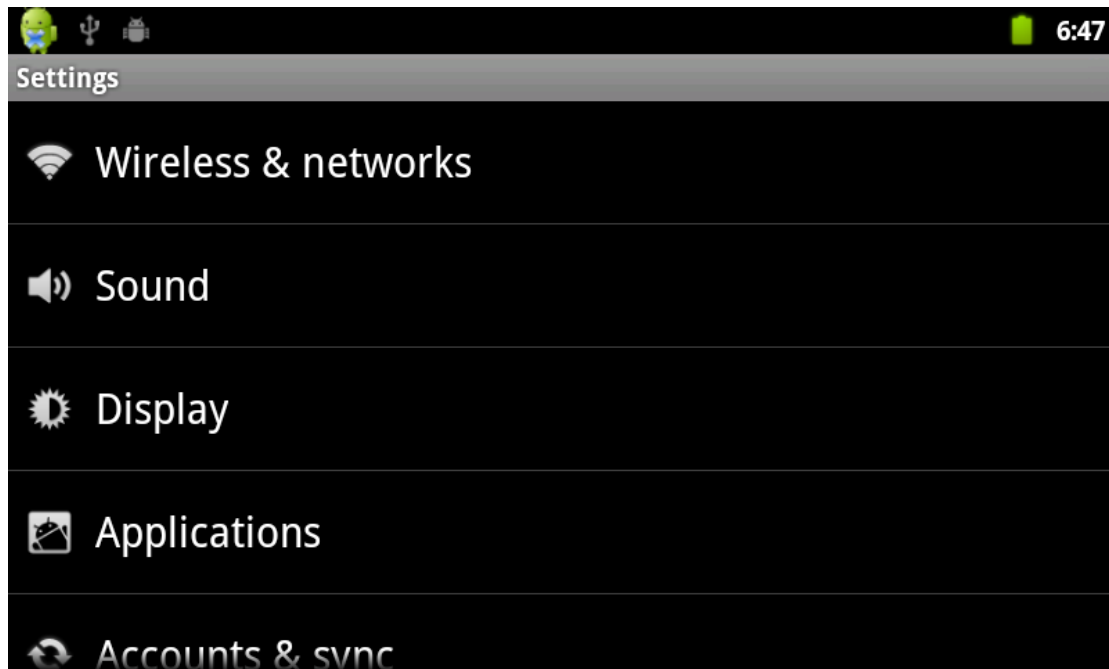 6:47
Settings
Wireless & networks
Sound
Display
Applications
Accounts & sync